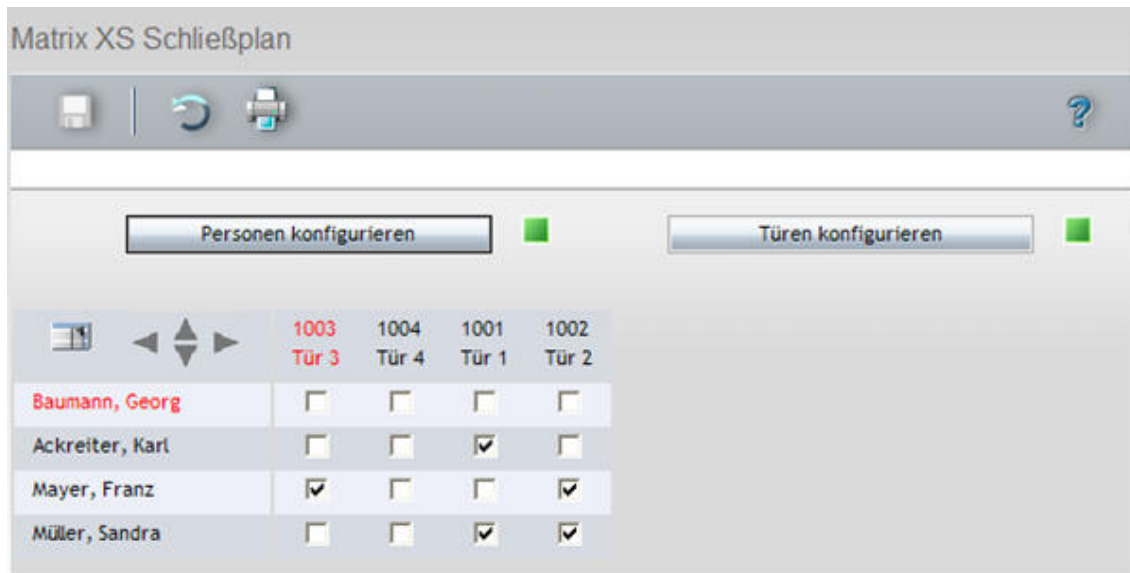 Matrix XS Schließplan
Personen konfigurieren Türen konfigurieren
1003 1004 1001 1002
Tür 3 Tür 4 Tür 1 Tür 2
Baumann, Georg
Ackreiter, Karl
Mayer, Franz
Müller, Sandra